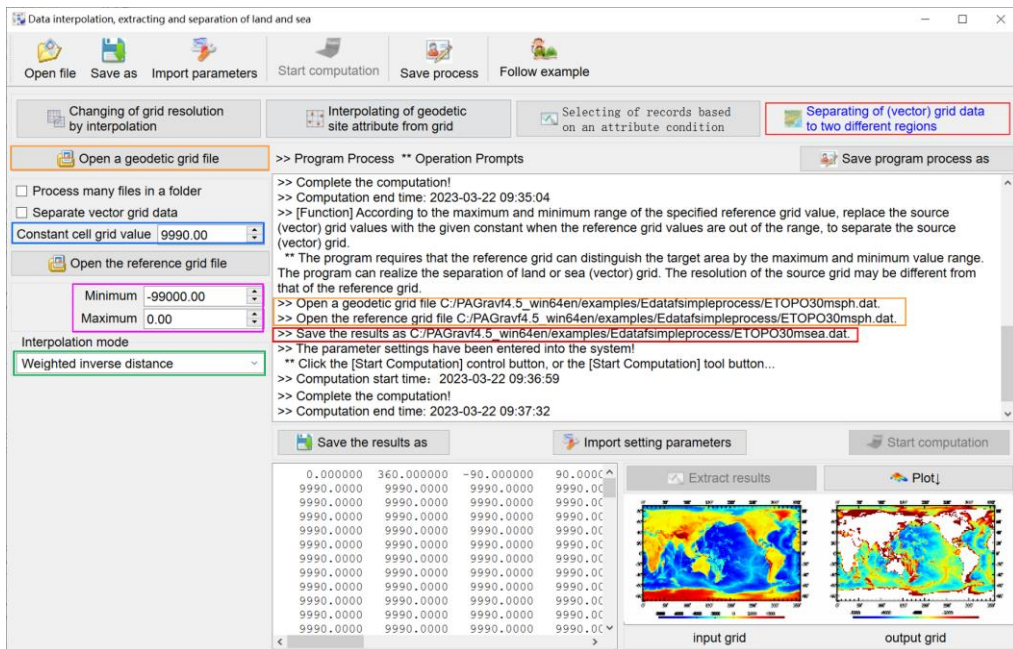 Data interpolation, extracting and separation of land and sea
Open file
Save as
Import parameters
Start computation
Save process
Follow example
Changing of grid resolution
by interpolation
Interpolating of geodetic
site attribute from grid
Selecting of records based
on an attribute condition
Separating of (vector) grid data
to two different regions
Open a geodetic grid file
>> Program Process ** Operation Prompts
Save program process as
Process many files in a folder
Separate vector grid data
Constant cell grid value 9990.00
Open the reference grid file
Minimum -99000.00
Maximum 0.00
Interpolation mode
Weighted inverse distance
>> Complete the computation!
>> Computation end time: 2023-03-22 09:35:04
>> [Function] According to the maximum and minimum range of the specified reference grid value, replace the source
(vector) grid values with the given constant when the reference grid values are out of the range, to separate the source
(vector) grid.
** The program requires that the reference grid can distinguish the target area by the maximum and minimum value range.
The program can realize the separation of land or sea (vector) grid. The resolution of the source grid may be different from
that of the reference grid.
>> Open a geodetic grid file C:/PAGravf4.5_win64en/examples/Edatafsimpleprocess/ETOPO30msph.dat.
>> Open the reference grid file C:/PAGravf4.5_win64en/examples/Edatafsimpleprocess/ETOPO30msph.dat.
>> Save the results as C:/PAGravf4.5_win64en/examples/Edatafsimpleprocess/ETOPO30msea.dat.
>> The parameter settings have been entered into the system!
** Click the [Start Computation] control button, or the [Start Computation] tool button...
>> Computation start time: 2023-03-22 09:36:59
>> Complete the computation!
>> Computation end time: 2023-03-22 09:37:32
Save the results as
Import setting parameters
Start computation
0.000000 360.000000 -90.000000 90.000
9990.0000 9990.0000 9990.0000 9990.00
9990.0000 9990.0000 9990.0000 9990.00
9990.0000 9990.0000 9990.0000 9990.00
9990.0000 9990.0000 9990.0000 9990.00
9990.0000 9990.0000 9990.0000 9990.00
9990.0000 9990.0000 9990.0000 9990.00
9990.0000 9990.0000 9990.0000 9990.00
9990.0000 9990.0000 9990.0000 9990.00
9990.0000 9990.0000 9990.0000 9990.00
9990.0000 9990.0000 9990.0000 9990.00
9990.0000 9990.0000 9990.0000 9990.00
Extract results
Plot↓
input grid
output grid